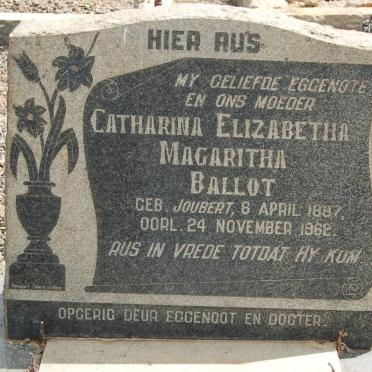 HIER RUS
MY GELIEFDE EGGENOTE
EN ONS MOEDER
CATHARINA ELIZABETHA
MAGARITHA
BALLOT
GEB. JOUBERT, 6 APRIL 1887.
OORL. 24 NOVEMBER 1962.
RUS IN VREDE TOTDAT HY KOM
OPGERIG DEUR EGGENOOT EN DOGTER.